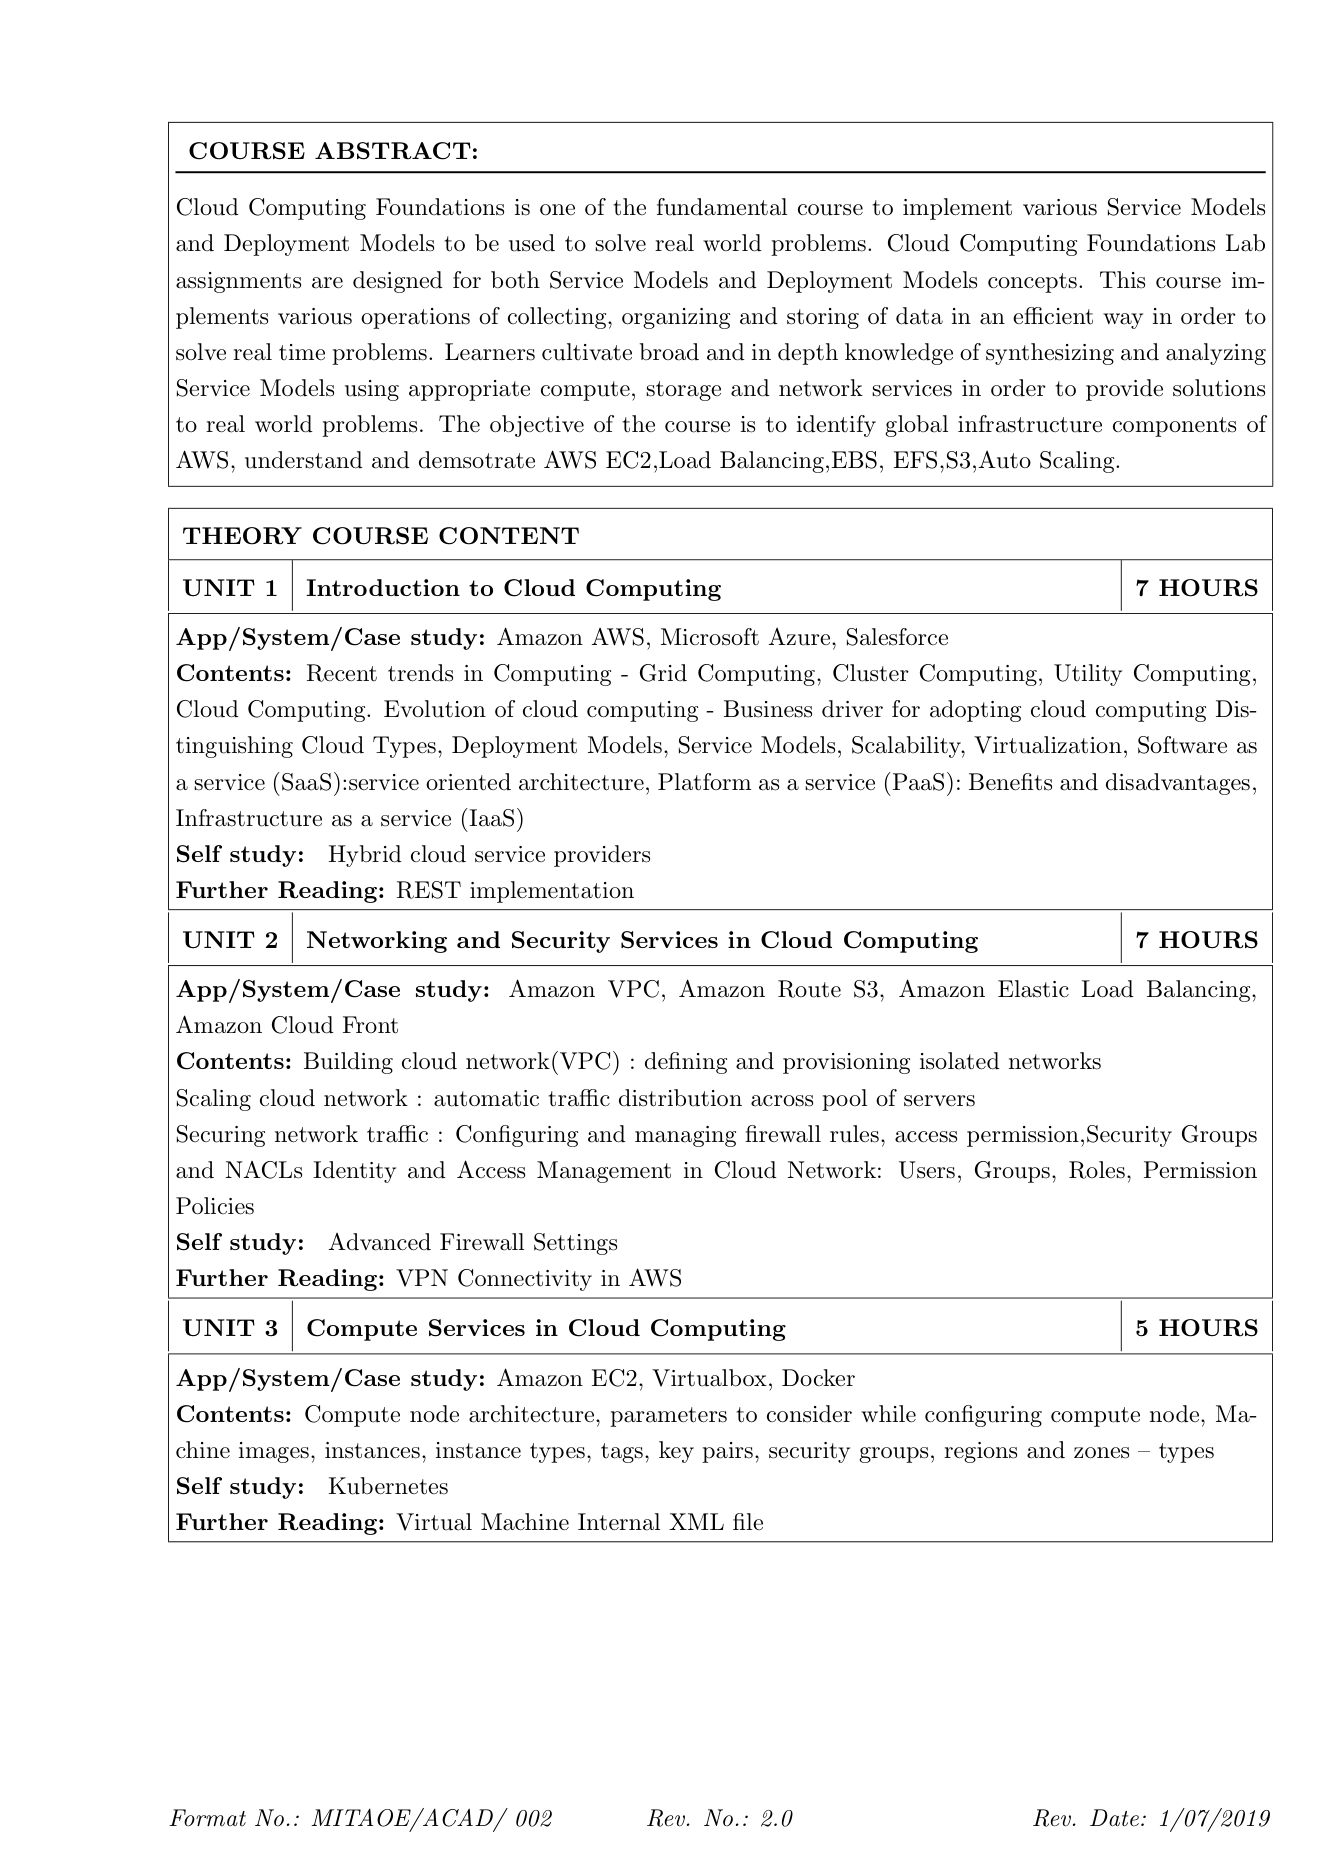 COURSE ABSTRACT:
Cloud Computing Foundations is one of the fundamental course to implement various Service Models
and Deployment Models to be used to solve real world problems. Cloud Computing Foundations Lab
assignments are designed for both Service Models and Deployment Models concepts. This course im-
plements various operations of collecting, organizing and storing of data in an efficient way in order to
solve real time problems. Learners cultivate broad and in depth knowledge of synthesizing and analyzing
Service Models using appropriate compute, storage and network services in order to provide solutions
to real world problems. The objective of the course is to identify global infrastructure components of
AWS, understand and demsotrate AWS EC2,Load Balancing,EBS, EFS,S3,Auto Scaling.
THEORY COURSE CONTENT
UNIT 1 Introduction to Cloud Computing 7 HOURS
App/System/Case study: Amazon AWS, Microsoft Azure, Salesforce
Contents: Recent trends in Computing - Grid Computing, Cluster Computing, Utility Computing,
Cloud Computing. Evolution of cloud computing - Business driver for adopting cloud computing Dis-
tinguishing Cloud Types, Deployment Models, Service Models, Scalability, Virtualization, Software as
a service (SaaS):service oriented architecture, Platform as a service (PaaS): Benefits and disadvantages,
Infrastructure as a service (IaaS)
Self study: Hybrid cloud service providers
Further Reading: REST implementation
UNIT 2 Networking and Security Services in Cloud Computing 7 HOURS
App/System/Case study: Amazon VPC, Amazon Route S3, Amazon Elastic Load Balancing,
Amazon Cloud Front
Contents: Building cloud network(VPC) : defining and provisioning isolated networks
Scaling cloud network : automatic traffic distribution across pool of servers
Securing network traffic : Configuring and managing firewall rules, access permission,Security Groups
and NACLs Identity and Access Management in Cloud Network: Users, Groups, Roles, Permission
Policies
Self study: Advanced Firewall Settings
Further Reading: VPN Connectivity in AWS
UNIT 3 Compute Services in Cloud Computing 5 HOURS
App/System/Case study: Amazon EC2, Virtualbox, Docker
Contents: Compute node architecture, parameters to consider while configuring compute node, Ma-
chine images, instances, instance types, tags, key pairs, security groups, regions and zones – types
Self study: Kubernetes
Further Reading: Virtual Machine Internal XML file
Format No.: MITAOE/ACAD/ 002 Rev. No.: 2.0 Rev. Date: 1/07/2019